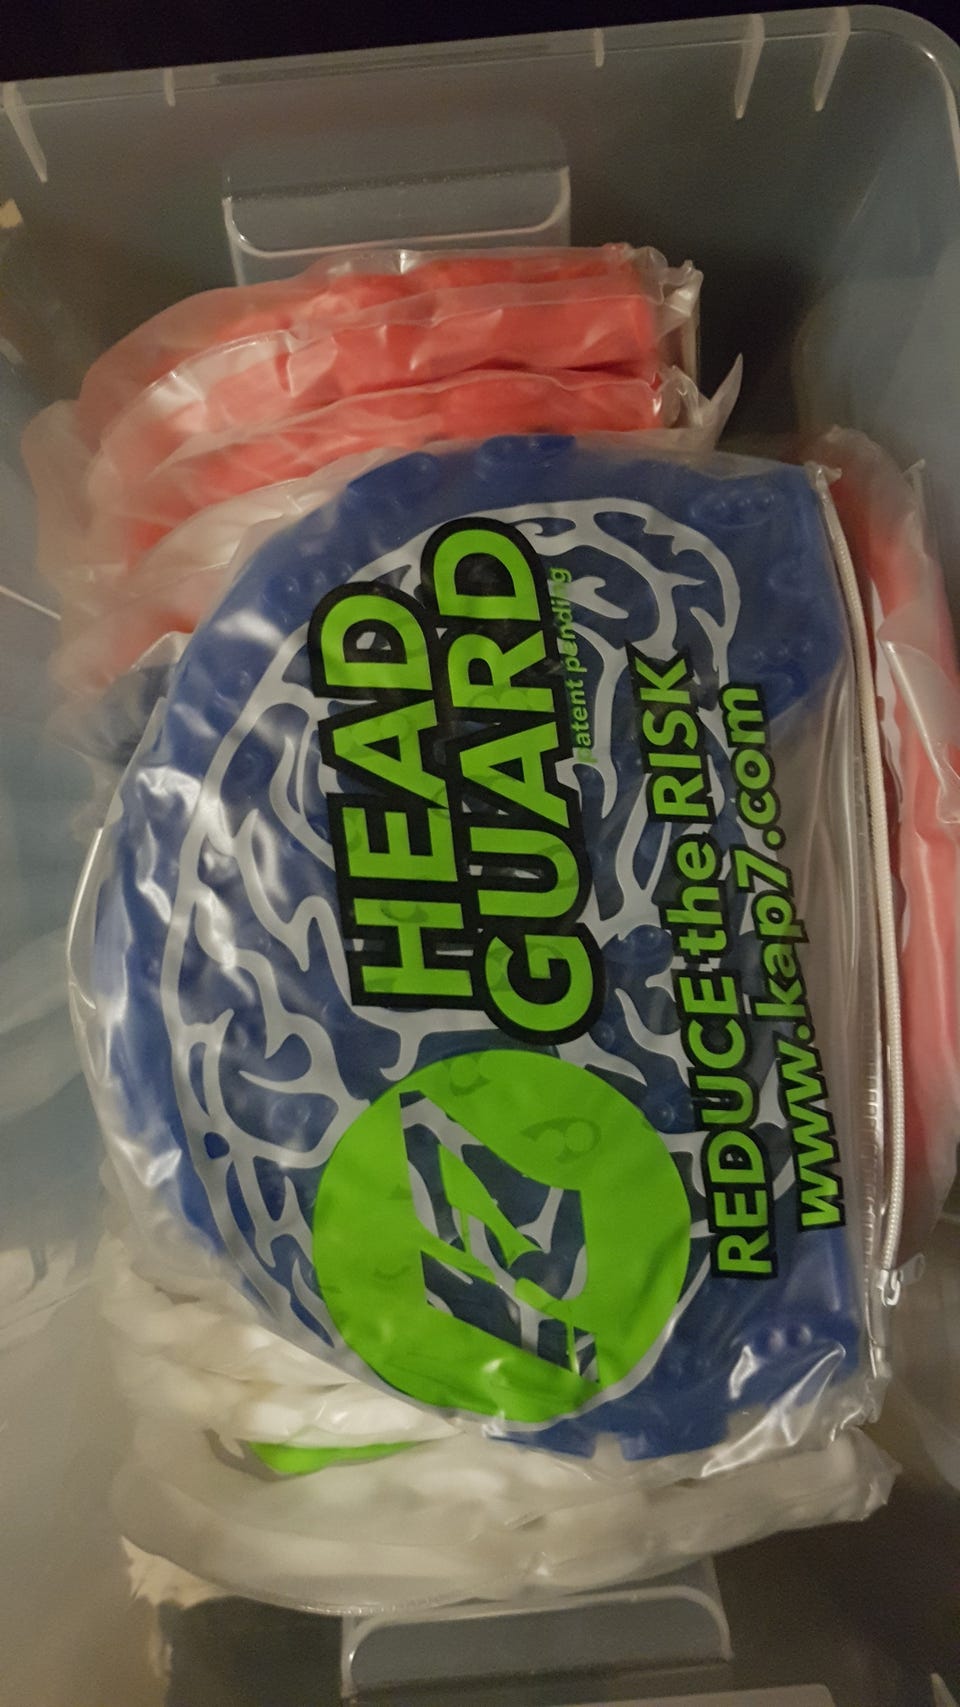 HEAD
GUARD
patent pending
REDUCE the RISK
www.kap7.com